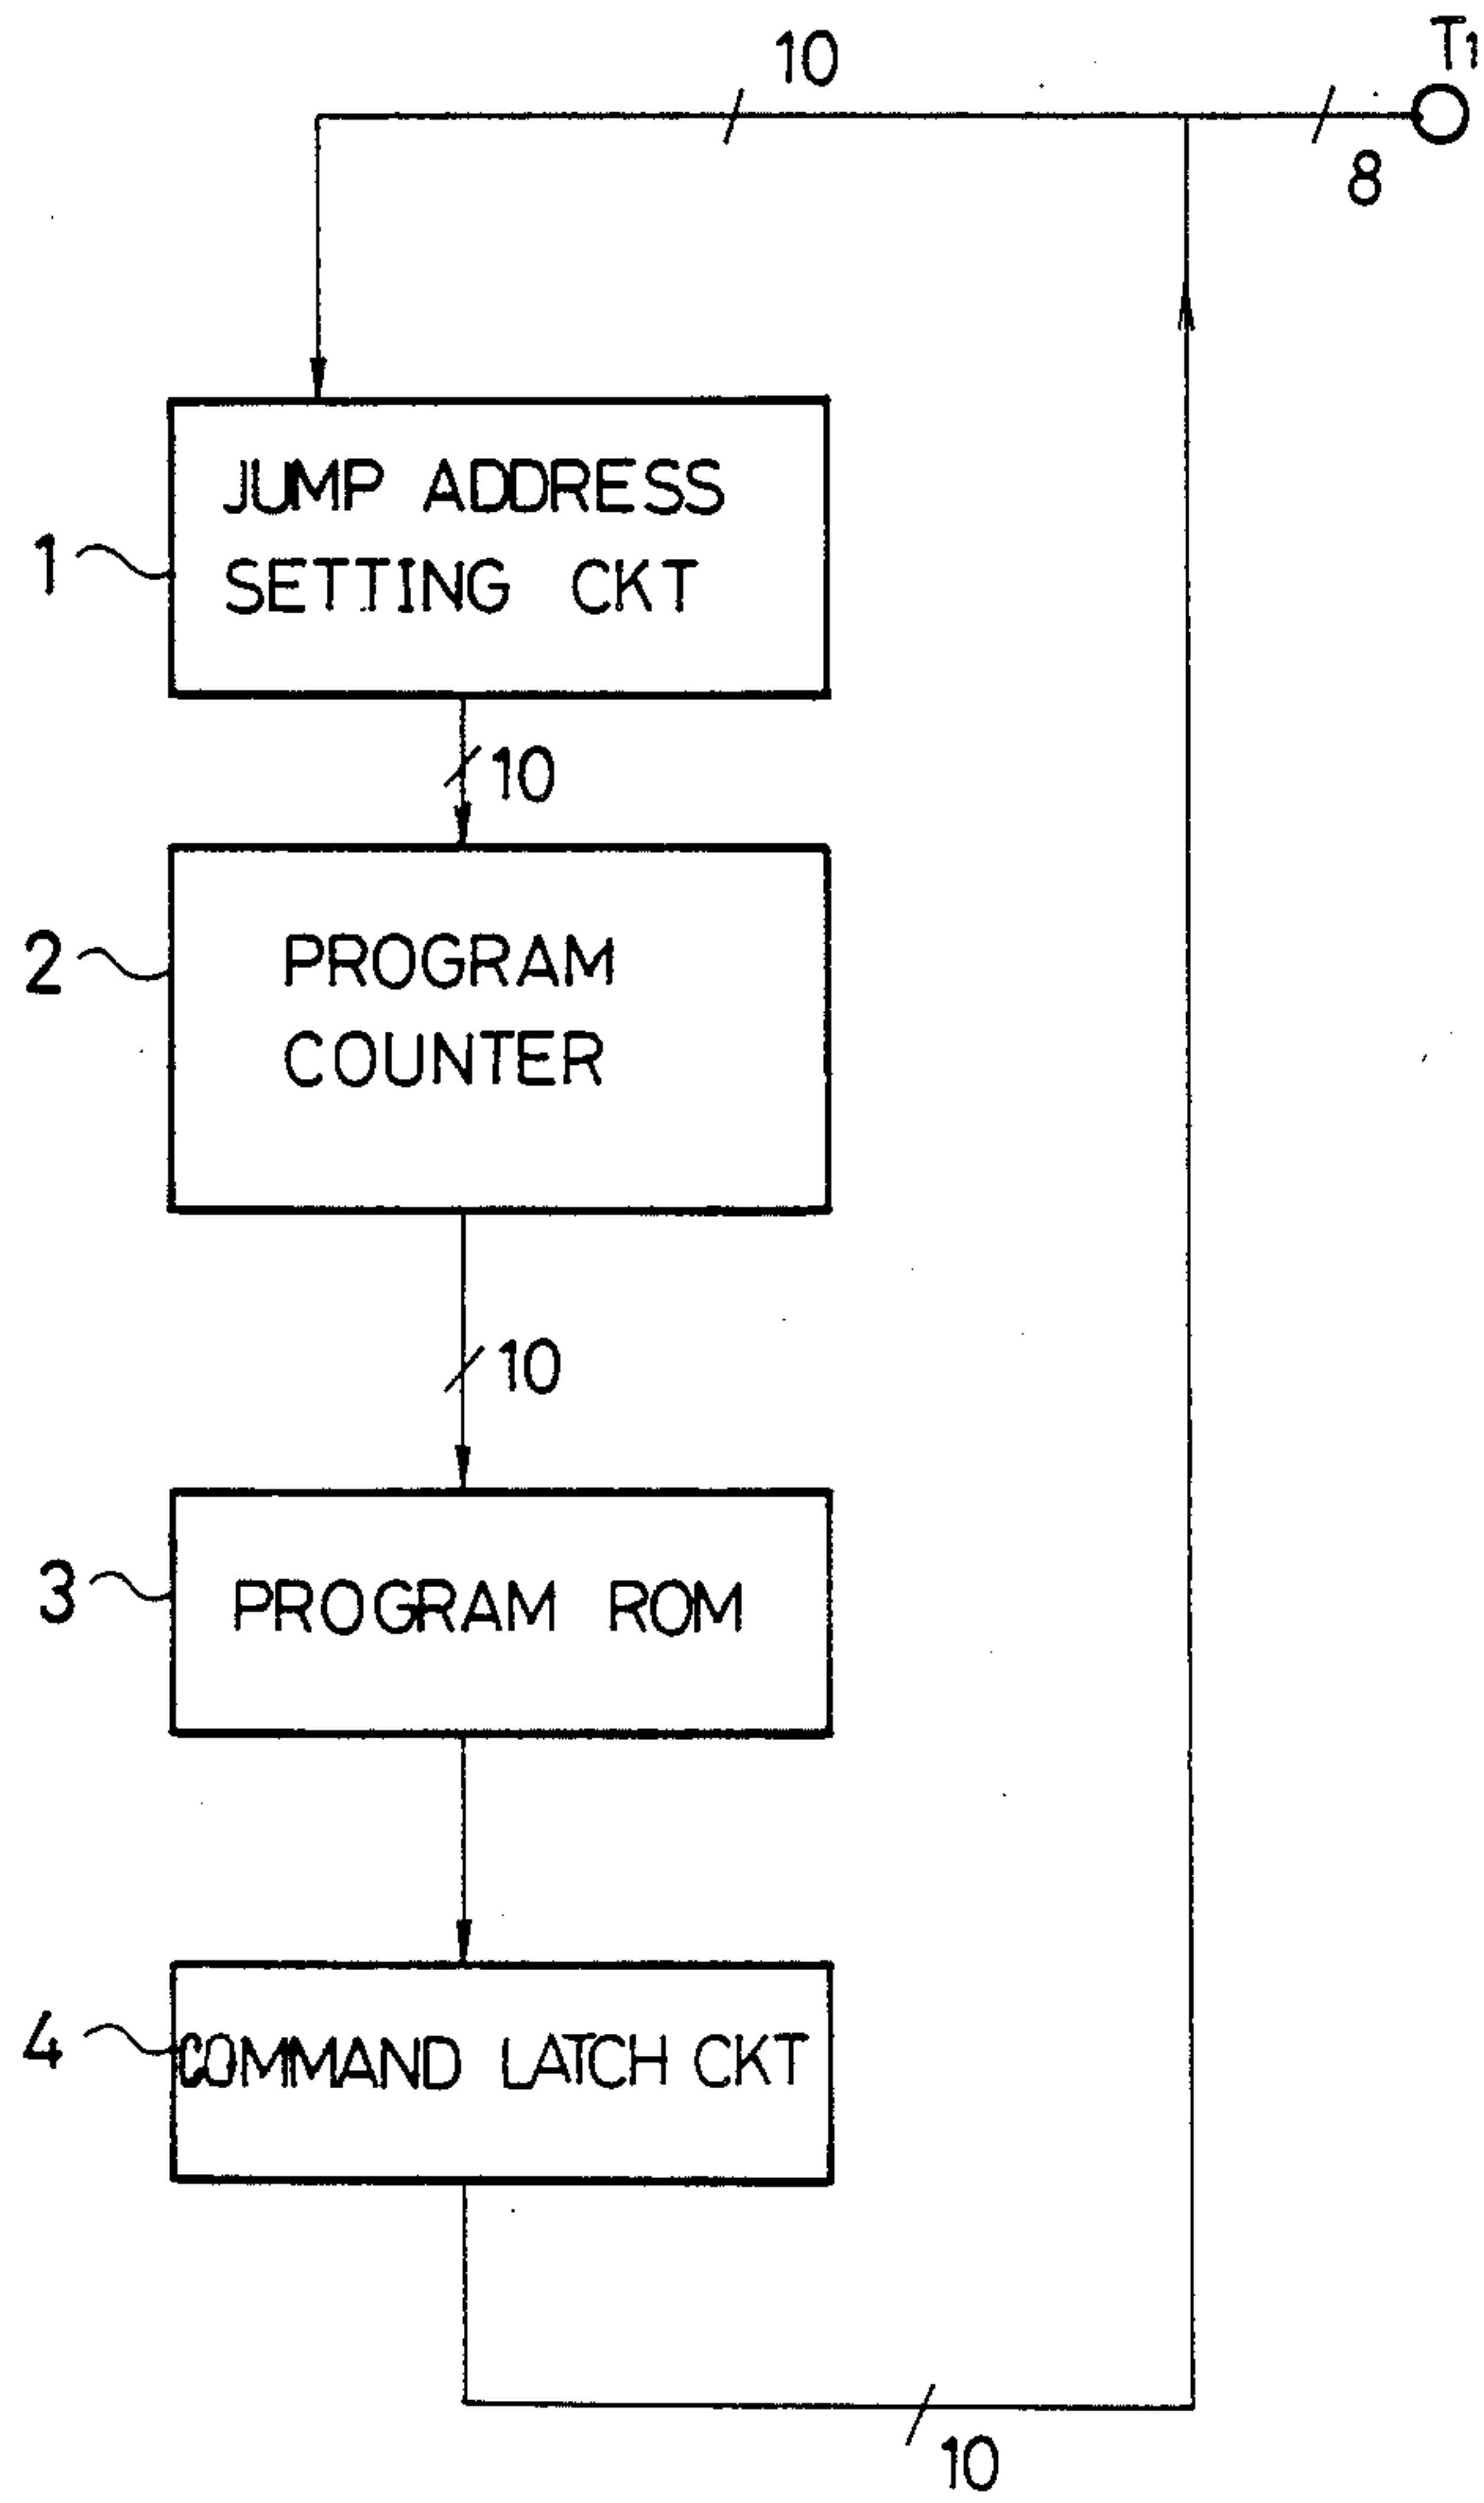 T1
10
8
JUMP ADDRESS
SETTING CKT
1
10
2
PROGRAM
COUNTER
10
3
PROGRAM ROM
4
COMMAND LATCH CKT
10